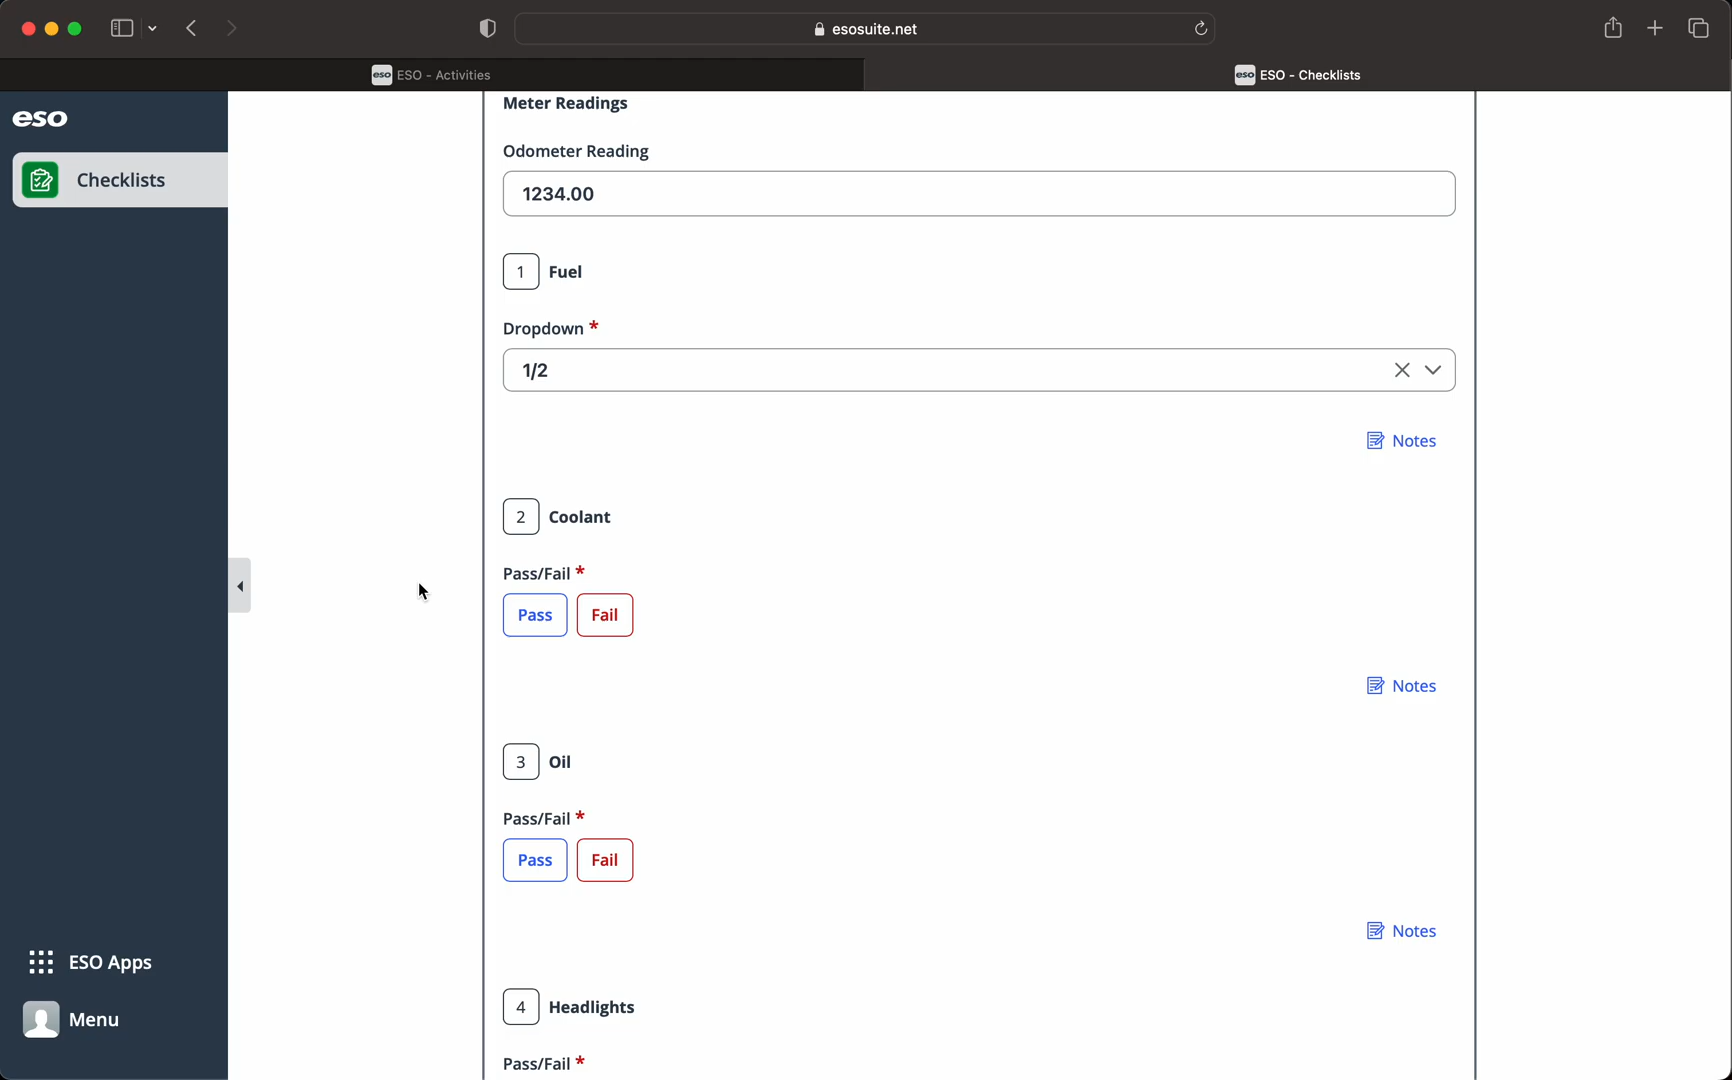 esosuite.net
eso ESO - Activities
eso ESO - Checklists
eso
Checklists
Meter Readings
Odometer Reading
1234.00
1 Fuel
Dropdown *
1/2
Notes
2 Coolant
Pass/Fail *
Pass Fail
Notes
3 Oil
Pass/Fail *
Pass Fail
Notes
4 Headlights
Pass/Fail *
ESO Apps
Menu